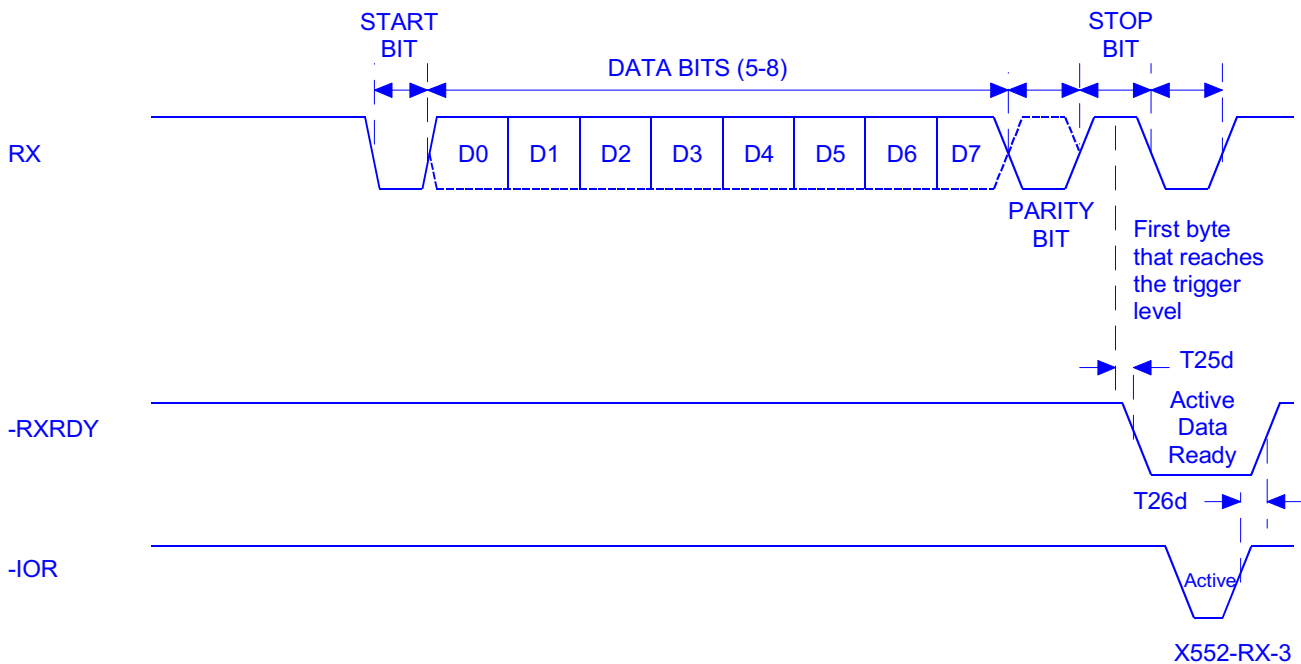 START
BIT
STOP
BIT
DATA BITS (5-8)
RX
D0
D1
D2
D3
D4
D5
D6
D7
PARITY
BIT
First byte
that reaches
the trigger
level
T25d
-RXRDY
Active
Data
Ready
T26d
-IOR
Active
X552-RX-3